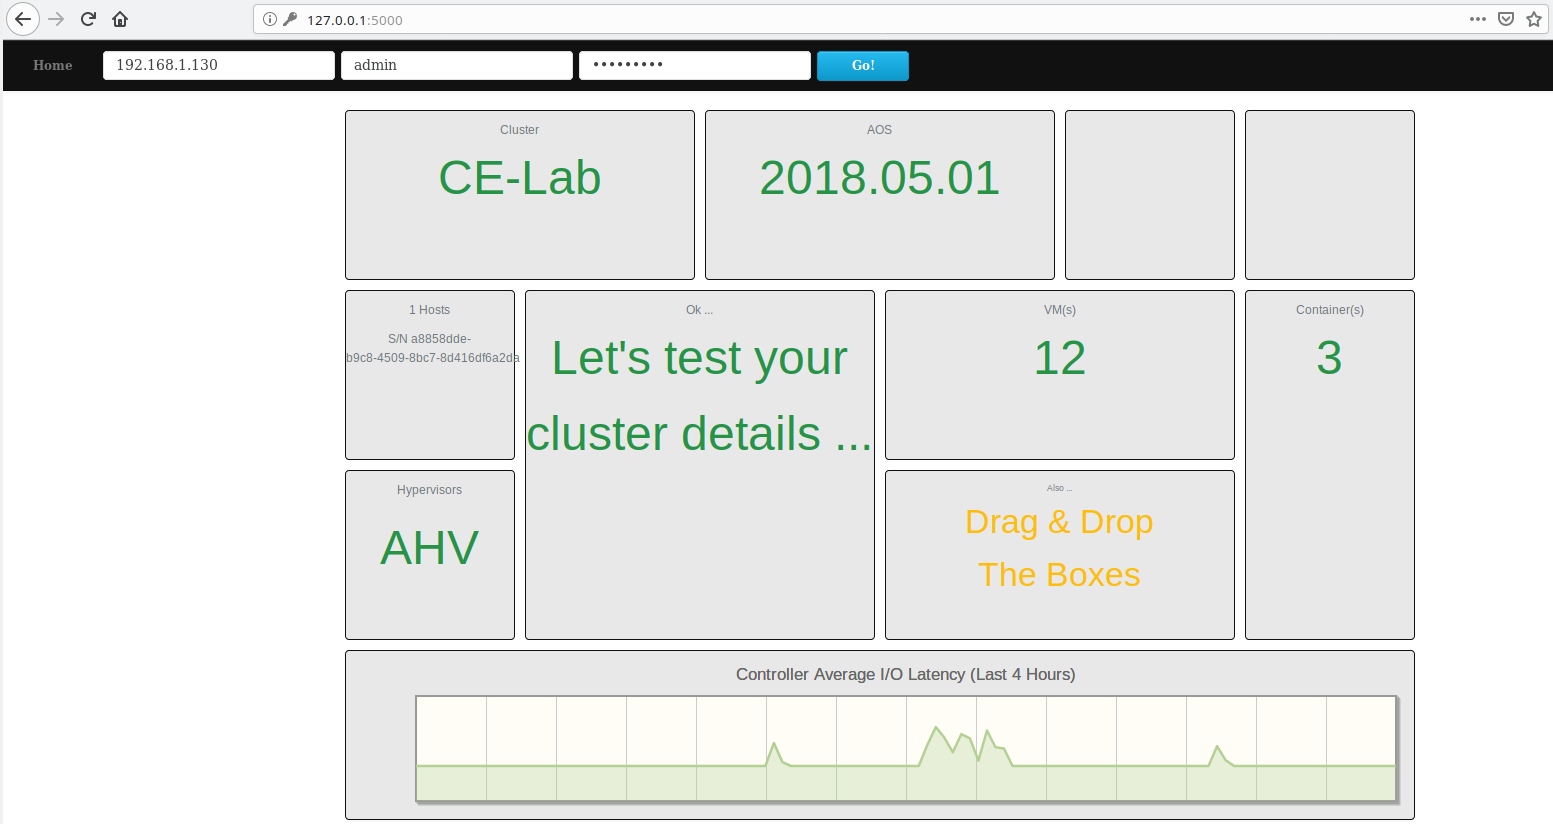 127.0.0.1:5000
Home 192.168.1.130 admin ••••••••• Go!
Cluster
CE-Lab
AOS
2018.05.01
1 Hosts
S/N a8858dde-
b9c8-4509-8bc7-8d416df6a2da
Ok ...
Let's test your
cluster details ...
VM(s)
12
Container(s)
3
Hypervisors
AHV
Also ...
Drag & Drop
The Boxes
Controller Average I/O Latency (Last 4 Hours)